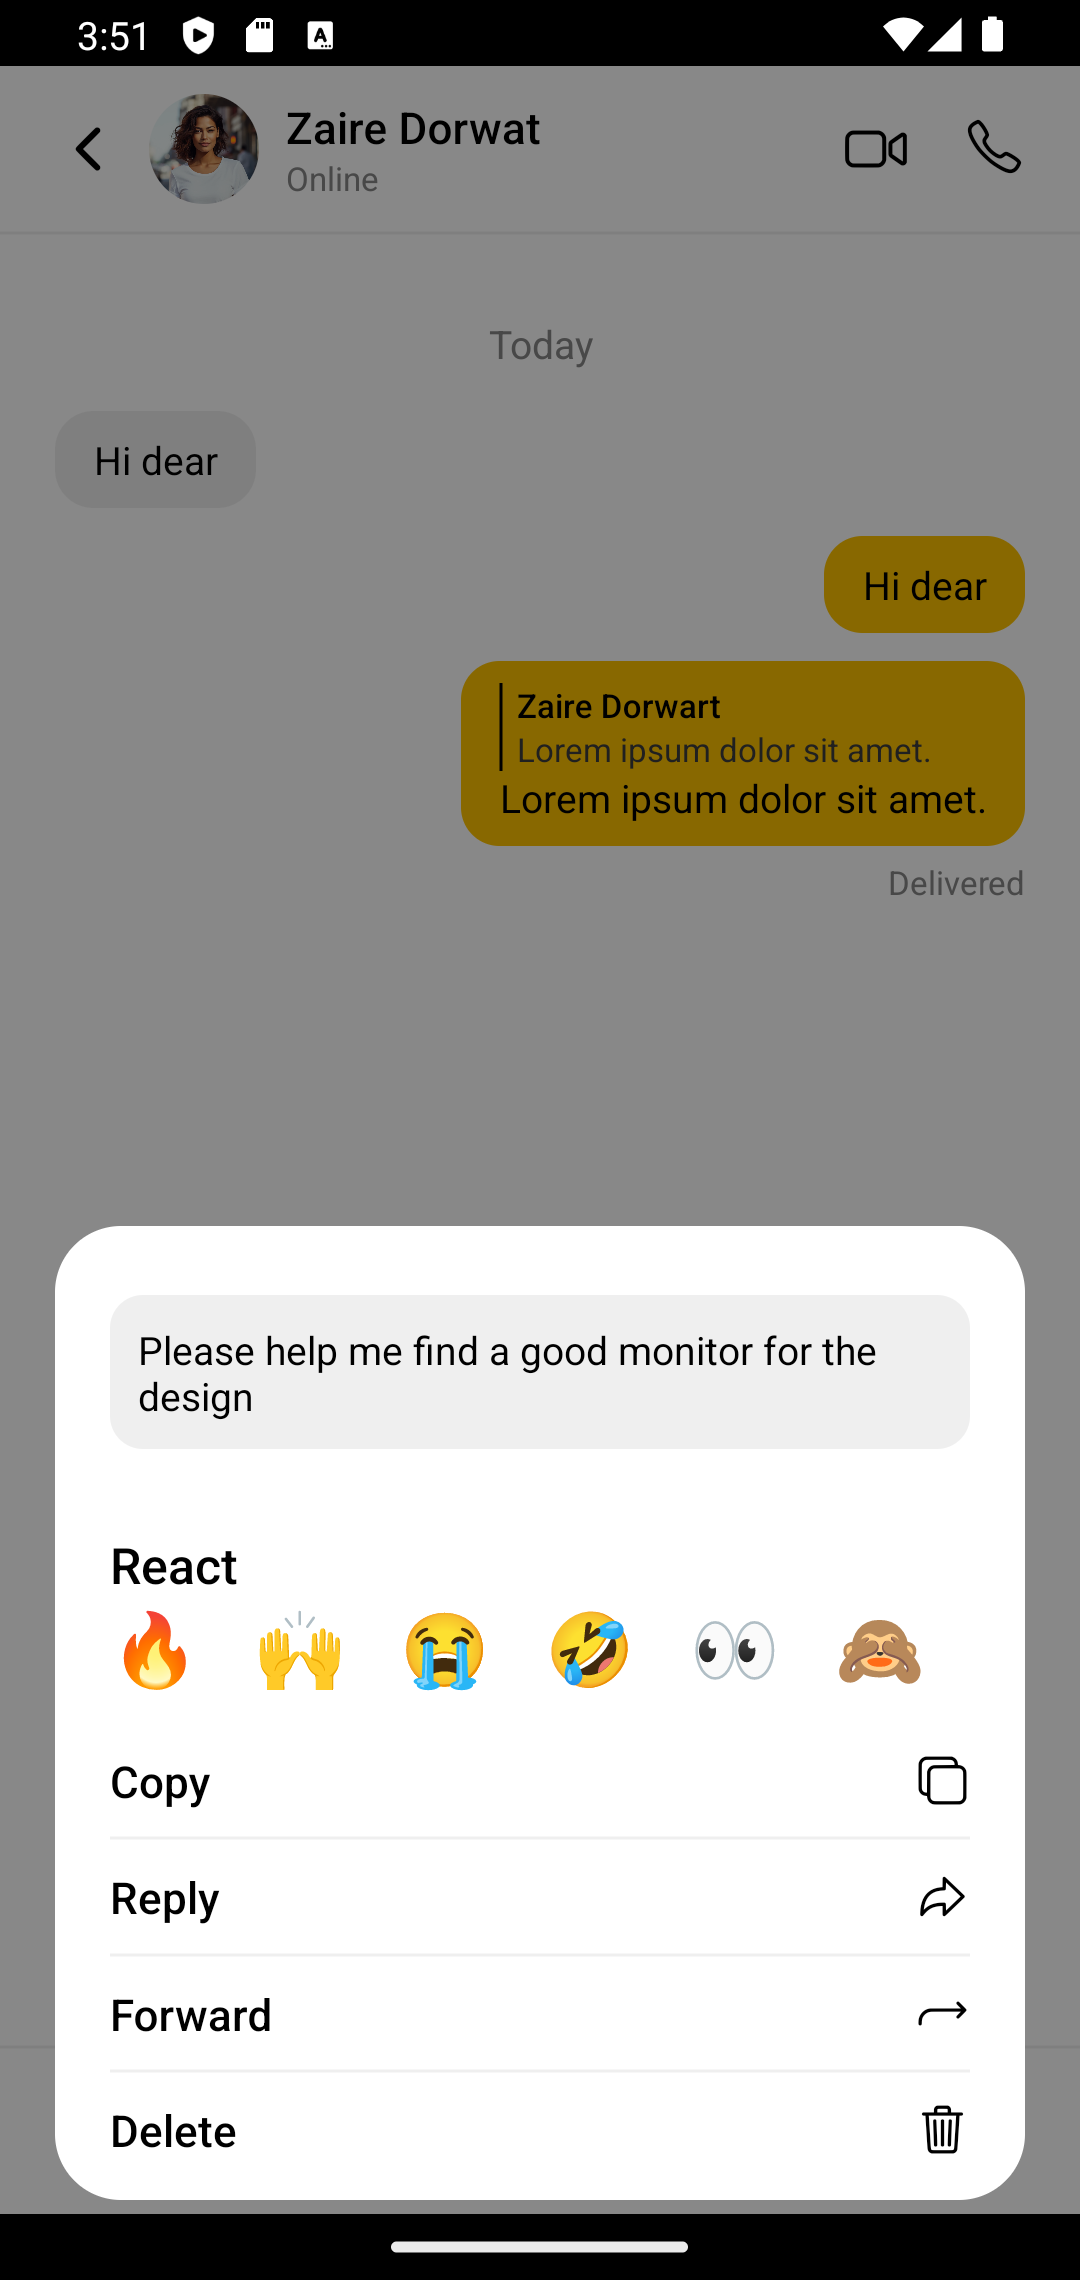 3:51
Zaire Dorwat
Online
Today
Hi dear
Hi dear
Zaire Dorwart
Lorem ipsum dolor sit amet.
Lorem ipsum dolor sit amet.
Delivered
Please help me find a good monitor for the
design
React
Copy
Reply
Forward
Delete